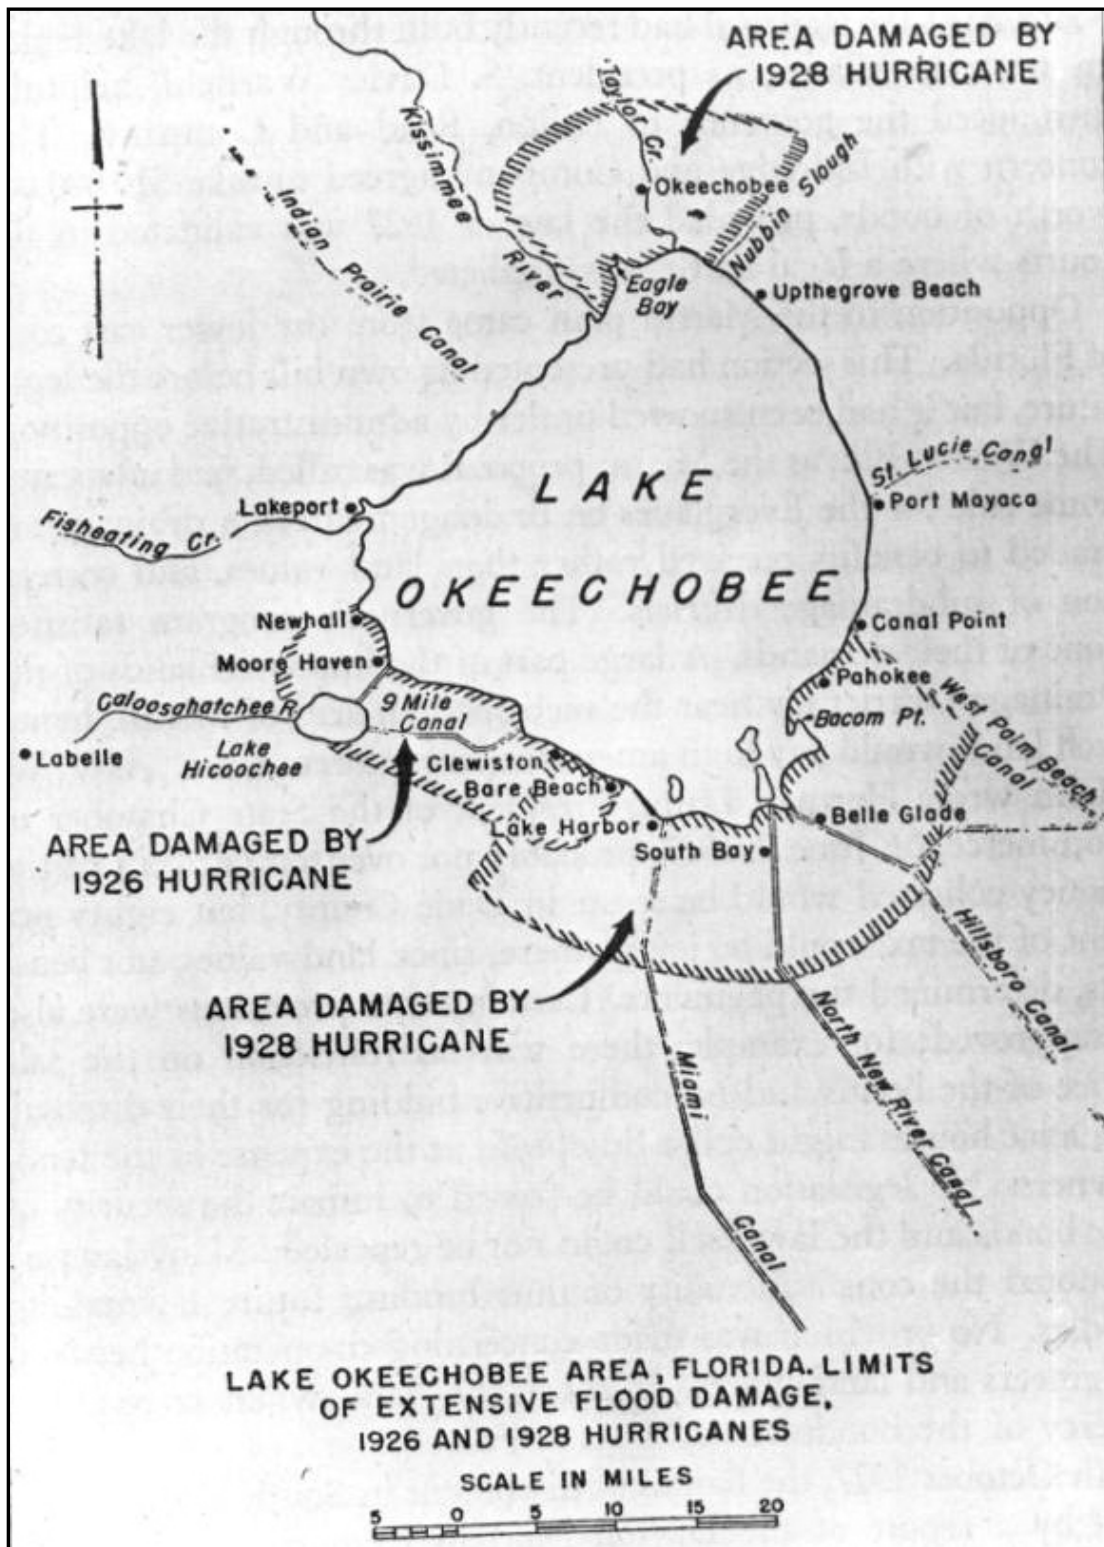 AREA DAMAGED BY
1928 HURRICANE
Taylor Cr.
Kissimmee
River
Okeechobee
Nubbin Slough
Indian Prairie Canal
Eagle
Bay
Upthegrove Beach
LAKE
OKEECHOBEE
St. Lucie Canal
Port Mayaca
Lakeport
Fisheating Cr.
Newhall
Canal Point
Moore Haven
Pahokee
Caloosahatchee R.
9 Mile
Canal
Bacom Pt.
West Palm Beach
Canal
Labelle
Lake
Hicoochee
Clewiston
Bare Beach
Lake Harbor
Belle Glade
South Bay
AREA DAMAGED BY
1926 HURRICANE
Hillsboro Canal
AREA DAMAGED BY
1928 HURRICANE
North New River Canal
Miami
Canal
LAKE OKEECHOBEE AREA, FLORIDA. LIMITS
OF EXTENSIVE FLOOD DAMAGE,
1926 AND 1928 HURRICANES
SCALE IN MILES
5 0 5 10 15 20